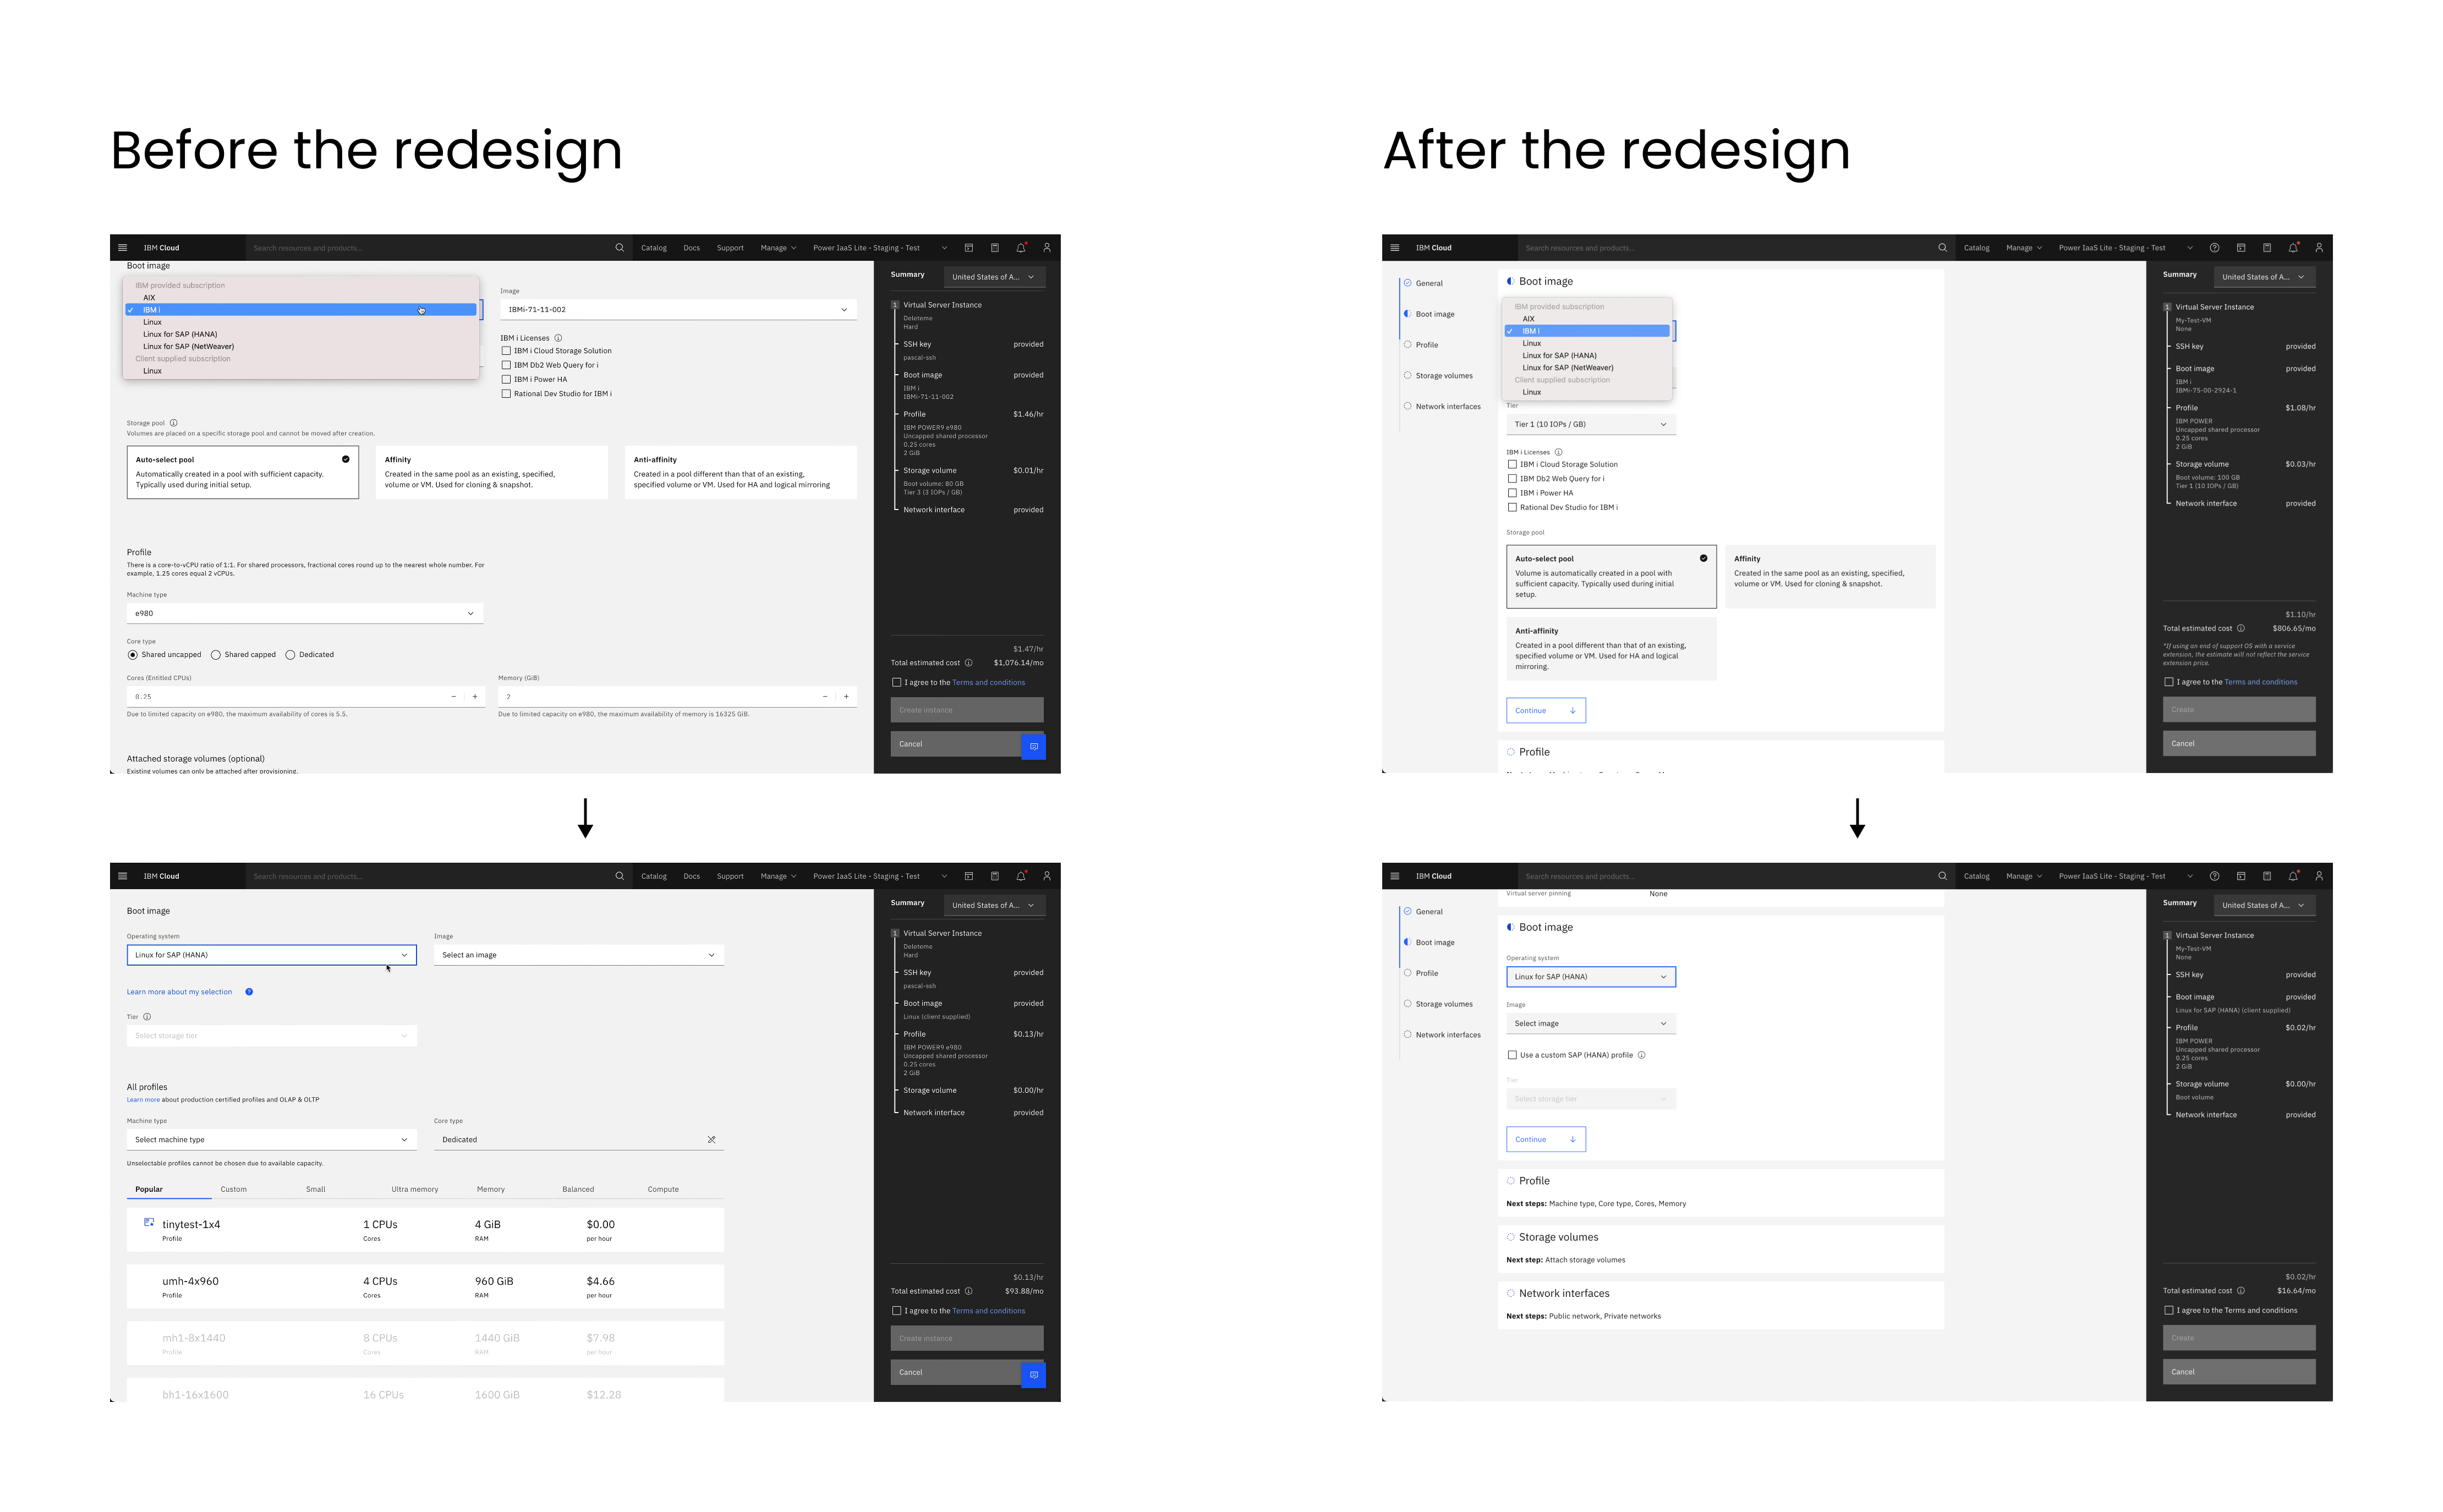 Before the redesign
IBM Cloud
Search resources and products...
Catalog
Docs
Support
Manage
Power IaaS Lite - Staging - Test
Boot image
IBM provided subscription
AIX
IBM i
Linux
Linux for SAP (HANA)
Linux for SAP (NetWeaver)
Client supplied subscription
Linux
Image
IBMi-71-11-002
IBM i Licenses
IBM i Cloud Storage Solution
IBM Db2 Web Query for i
IBM i Power HA
Rational Dev Studio for IBM i
Storage pool
Volumes are placed on a specific storage pool and cannot be moved after creation.
Auto-select pool
Automatically created in a pool with sufficient capacity.
Typically used during initial setup.
Affinity
Created in the same pool as an existing, specified,
volume or VM. Used for cloning & snapshot.
Anti-affinity
Created in a pool different than that of an existing,
specified volume or VM. Used for HA and logical mirroring
Profile
There is a core-to-vCPU ratio of 1:1. For shared processors, fractional cores round up to the nearest whole number. For
example, 1.25 cores equal 2 vCPUs.
Machine type
e980
Core type
Shared uncapped
Shared capped
Dedicated
Cores (Entitled CPUs)
0.25
Due to limited capacity on e980, the maximum availability of cores is 5.5.
Memory (GiB)
2
Due to limited capacity on e980, the maximum availability of memory is 16325 GiB.
Attached storage volumes (optional)
Existing volumes can only be attached after provisioning.
Summary
United States of A...
1 Virtual Server Instance
Deleteme
Hard
SSH key provided
pascal-ssh
Boot image provided
IBM i
IBMi-71-11-002
Profile $1.46/hr
IBM POWER9 e980
Uncapped shared processor
0.25 cores
2 GiB
Storage volume $0.01/hr
Boot volume: 80 GB
Tier 3 (3 IOPs / GB)
Network interface provided
$1.47/hr
Total estimated cost $1,076.14/mo
I agree to the Terms and conditions
Create instance
Cancel
IBM Cloud
Search resources and products...
Catalog
Docs
Support
Manage
Power IaaS Lite - Staging - Test
Boot image
Operating system
Linux for SAP (HANA)
Image
Select an image
Learn more about my selection
Tier
Select storage tier
All profiles
Learn more about production certified profiles and OLAP & OLTP
Machine type
Select machine type
Core type
Dedicated
Unselectable profiles cannot be chosen due to available capacity.
Popular Custom Small Ultra memory Memory Balanced Compute
tinytest-1x4 1 CPUs 4 GiB $0.00
Profile Cores RAM per hour
umh-4x960 4 CPUs 960 GiB $4.66
Profile Cores RAM per hour
mh1-8x1440 8 CPUs 1440 GiB $7.98
Profile Cores RAM per hour
bh1-16x1600 16 CPUs 1600 GiB $12.28
Summary
United States of A...
1 Virtual Server Instance
Deleteme
Hard
SSH key provided
pascal-ssh
Boot image provided
Linux (client supplied)
Profile $0.13/hr
IBM POWER9 e980
Uncapped shared processor
0.25 cores
2 GiB
Storage volume $0.00/hr
Network interface provided
$0.13/hr
Total estimated cost $93.88/mo
I agree to the Terms and conditions
Create instance
Cancel
After the redesign
IBM Cloud
Search resources and products...
Catalog
Manage
Power IaaS Lite - Staging - Test
General
Boot image
Profile
Storage volumes
Network interfaces
Boot image
IBM provided subscription
AIX
IBM i
Linux
Linux for SAP (HANA)
Linux for SAP (NetWeaver)
Client supplied subscription
Linux
Tier
Tier 1 (10 IOPs / GB)
IBM i Licenses
IBM i Cloud Storage Solution
IBM Db2 Web Query for i
IBM i Power HA
Rational Dev Studio for IBM i
Storage pool
Auto-select pool
Volume is automatically created in a pool with
sufficient capacity. Typically used during initial
setup.
Affinity
Created in the same pool as an existing, specified,
volume or VM. Used for cloning & snapshot.
Anti-affinity
Created in a pool different than that of an existing,
specified volume or VM. Used for HA and logical
mirroring.
Continue
Profile
Summary
United States of A...
1 Virtual Server Instance
My-Test-VM
None
SSH key provided
Boot image provided
IBM i
IBMi-75-00-2924-1
Profile $1.08/hr
IBM POWER
Uncapped shared processor
0.25 cores
2 GiB
Storage volume $0.03/hr
Boot volume: 100 GB
Tier 1 (10 IOPs / GB)
Network interface provided
$1.10/hr
Total estimated cost $806.65/mo
*If using an end of support OS with a service
extension, the estimate will not reflect the service
extension price.
I agree to the Terms and conditions
Create
Cancel
IBM Cloud
Search resources and products...
Catalog
Manage
Power IaaS Lite - Staging - Test
General
Boot image
Profile
Storage volumes
Network interfaces
Virtual server pinning None
Boot image
Operating system
Linux for SAP (HANA)
Image
Select image
Use a custom SAP (HANA) profile
Tier
Select storage tier
Continue
Profile
Next steps: Machine type, Core type, Cores, Memory
Storage volumes
Next step: Attach storage volumes
Network interfaces
Next steps: Public network, Private networks
Summary
United States of A...
1 Virtual Server Instance
My-Test-VM
None
SSH key provided
Boot image provided
Linux for SAP (HANA) (client supplied)
Profile $0.02/hr
IBM POWER
Uncapped shared processor
0.25 cores
2 GiB
Storage volume $0.00/hr
Boot volume
Network interface provided
$0.02/hr
Total estimated cost $16.64/mo
I agree to the Terms and conditions
Create
Cancel